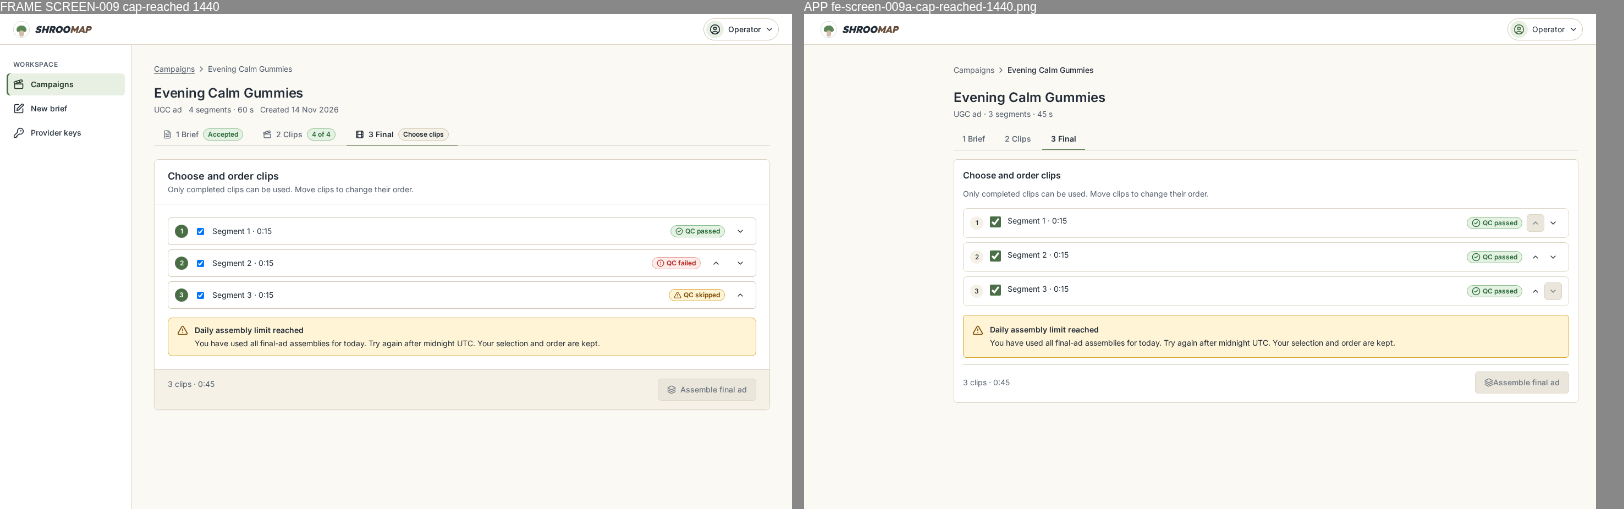 FRAME SCREEN-009 cap-reached 1440
SHROOMAP
Operator
WORKSPACE
Campaigns
New brief
Provider keys
Campaigns > Evening Calm Gummies
Evening Calm Gummies
UGC ad 4 segments · 60 s Created 14 Nov 2026
1 Brief Accepted 2 Clips 4 of 4 3 Final Choose clips
Choose and order clips
Only completed clips can be used. Move clips to change their order.
1 Segment 1 · 0:15 QC passed
2 Segment 2 · 0:15 QC failed
3 Segment 3 · 0:15 QC skipped
Daily assembly limit reached
You have used all final-ad assemblies for today. Try again after midnight UTC. Your selection and order are kept.
3 clips · 0:45 Assemble final ad
APP fe-screen-009a-cap-reached-1440.png
SHROOMAP
Operator
Campaigns > Evening Calm Gummies
Evening Calm Gummies
UGC ad · 3 segments · 45 s
1 Brief 2 Clips 3 Final
Choose and order clips
Only completed clips can be used. Move clips to change their order.
1 Segment 1 · 0:15 QC passed
2 Segment 2 · 0:15 QC passed
3 Segment 3 · 0:15 QC passed
Daily assembly limit reached
You have used all final-ad assemblies for today. Try again after midnight UTC. Your selection and order are kept.
3 clips · 0:45 Assemble final ad